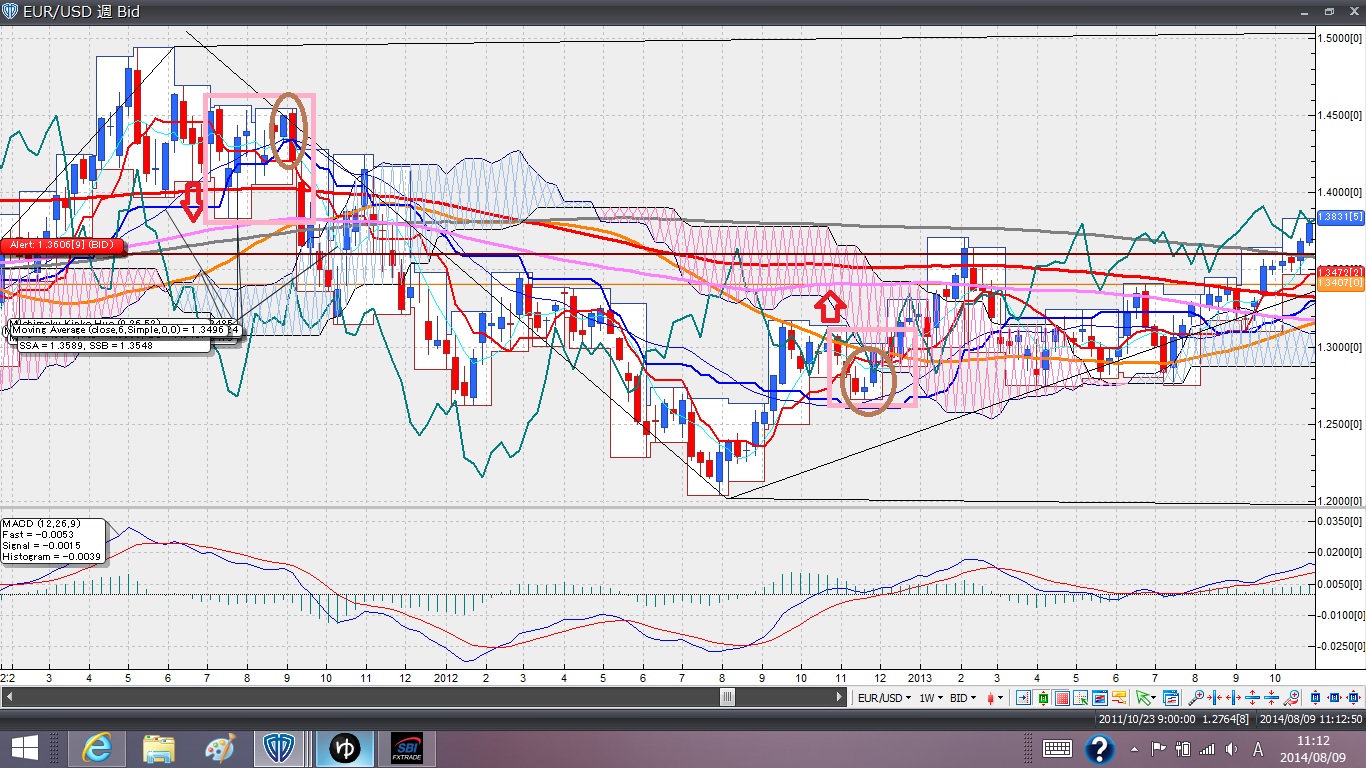 EUR/USD 週 Bid
1.5000[0]
1.4500[0]
1.4000[0]
1.3831[5]
Alert: 1.3606[9] (BID)
1.3472[2]
1.3407[0]
Moving Average (close,6,Simple,0,0) = 1.3496
SSA = 1.3589, SSB = 1.3548
1.3000[0]
1.2500[0]
1.2000[0]
MACD (12,26,9)
Fast = -0.0053
Signal = -0.0015
Histogram = -0.0039
0.0350[0]
0.0200[0]
0.0050[0]
-0.0100[0]
-0.0250[0]
3 4 5 6 7 8 9 10 11 12 2012 2 3 4 5 6 7 8 9 10 11 12 2013 2 3 4 5 6 7 8 9 10
EUR/USD 1W BID
2011/10/23 9:00:00 1.2764[8] 2014/08/09 11:12:50
ゆ
SBI
FXTRADE
A
11:12
2014/08/09